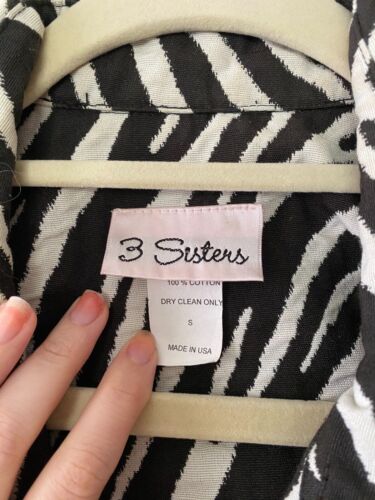 3 Sisters
100 % COTTON
DRY CLEAN ONLY
S
MADE IN USA